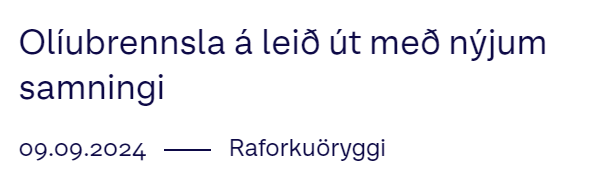 Olíubrennsla á leið út með nýjum
samningi
09.09.2024 — Raforkuöryggi